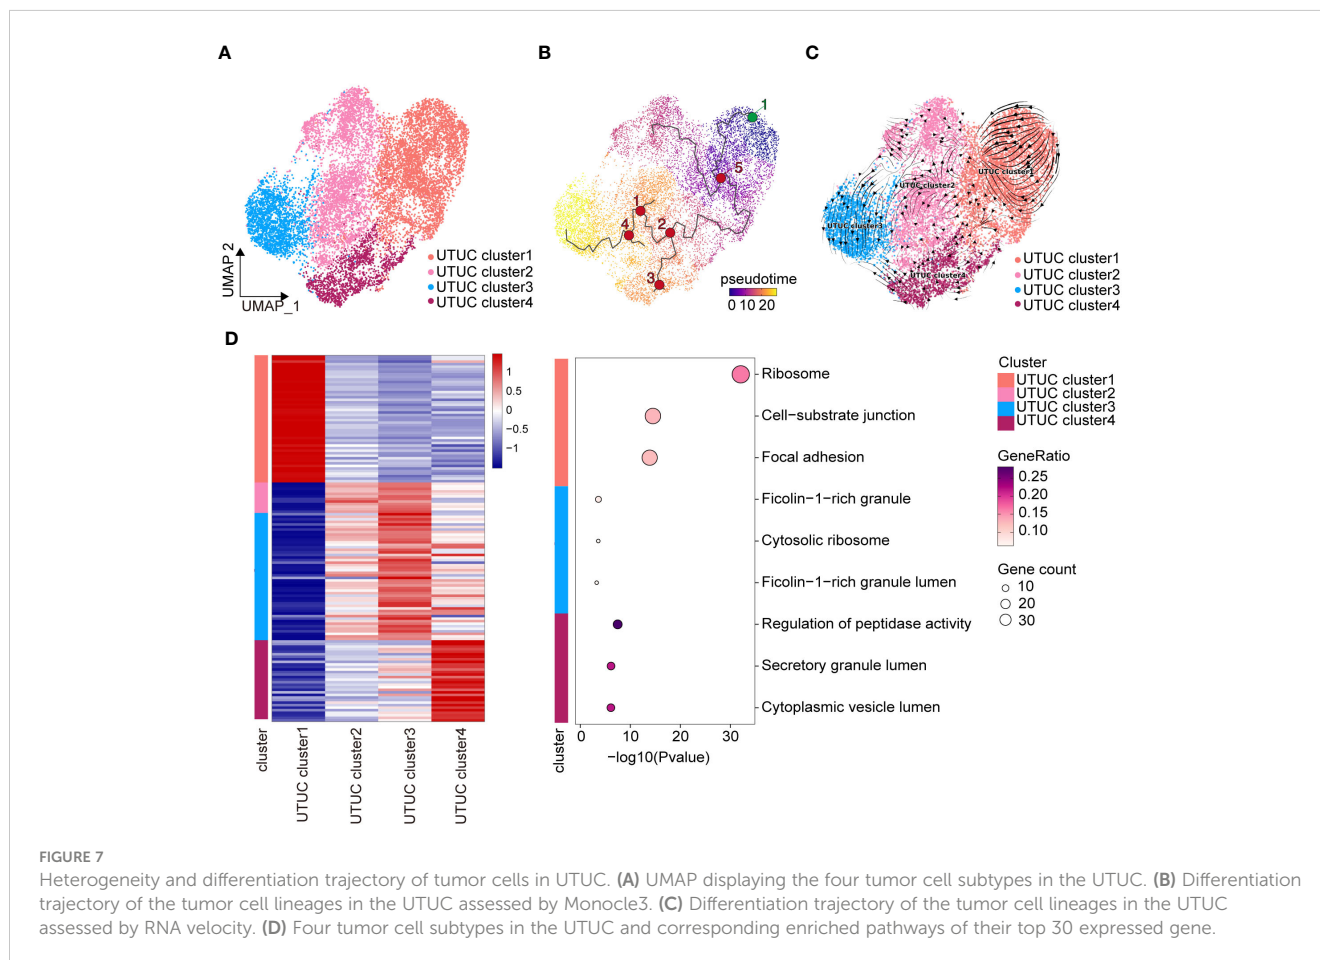 A
B
C
UMAP_2
UMAP_1
UTUC cluster1
UTUC cluster2
UTUC cluster3
UTUC cluster4
1
5
1
4
2
3
pseudotime
0 10 20
UTUC cluster1
UTUC cluster2
UTUC cluster3
UTUC cluster4
UTUC cluster1
UTUC cluster2
UTUC cluster3
UTUC cluster4
D
1
0.5
0
−0.5
−1
cluster
UTUC cluster1
UTUC cluster2
UTUC cluster3
UTUC cluster4
Ribosome
Cell−substrate junction
Focal adhesion
Ficolin−1−rich granule
Cytosolic ribosome
Ficolin−1−rich granule lumen
Regulation of peptidase activity
Secretory granule lumen
Cytoplasmic vesicle lumen
cluster
0 10 20 30
−log10(Pvalue)
Cluster
UTUC cluster1
UTUC cluster2
UTUC cluster3
UTUC cluster4
GeneRatio
0.25
0.20
0.15
0.10
Gene count
10
20
30
FIGURE 7
Heterogeneity and differentiation trajectory of tumor cells in UTUC. (A) UMAP displaying the four tumor cell subtypes in the UTUC. (B) Differentiation
trajectory of the tumor cell lineages in the UTUC assessed by Monocle3. (C) Differentiation trajectory of the tumor cell lineages in the UTUC
assessed by RNA velocity. (D) Four tumor cell subtypes in the UTUC and corresponding enriched pathways of their top 30 expressed gene.